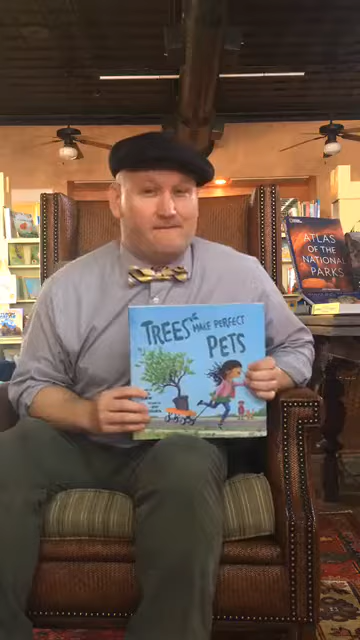 TREES
MAKE PERFECT
PETS
ATLAS OF
THE
NATIONAL
PARKS